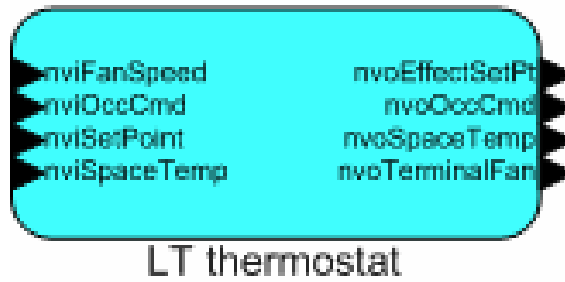 nviFanSpeed nvoEffectSetPt
nviOccCmd nvoOccCmd
nviSetPoint nvoSpaceTemp
nviSpaceTemp nvoTerminalFan
LT thermostat